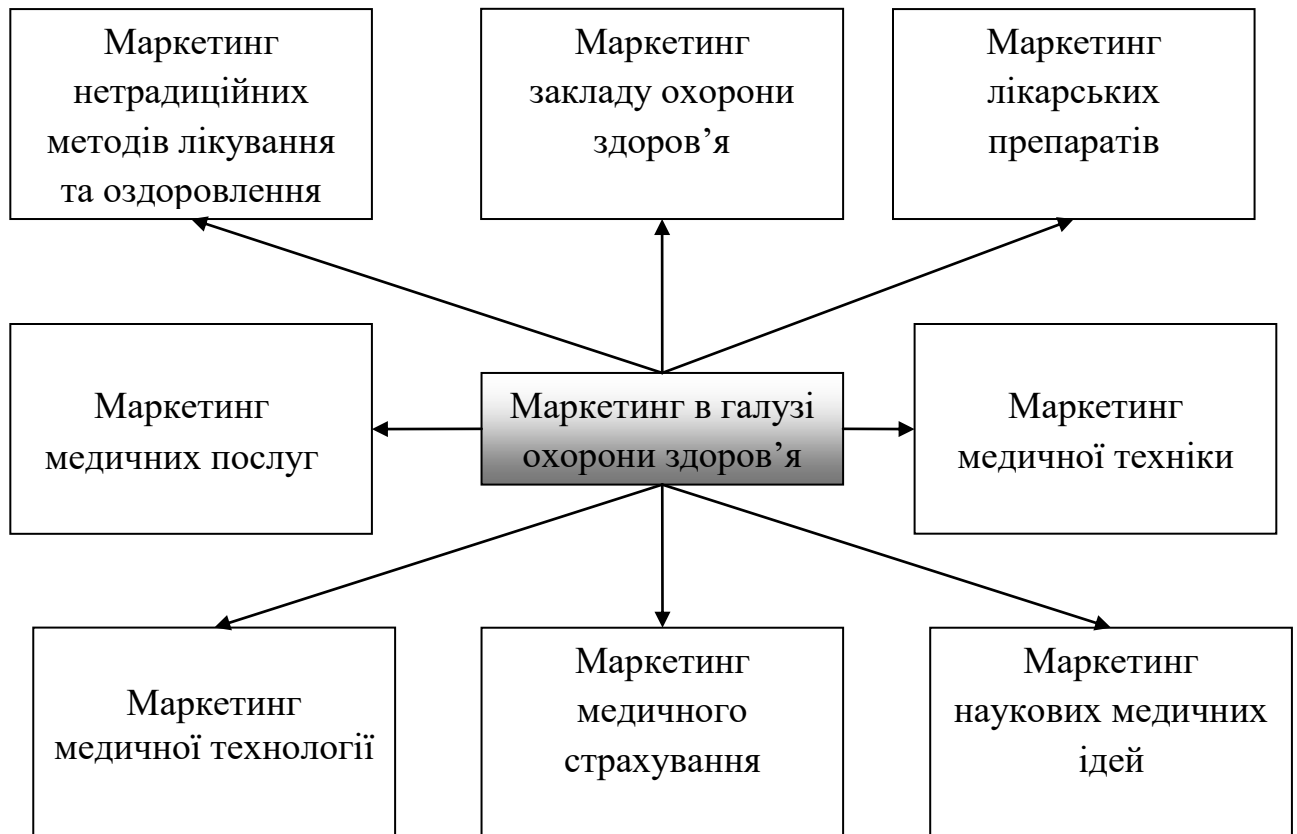 Маркетинг
нетрадиційних
методів лікування
та оздоровлення
Маркетинг
закладу охорони
здоров’я
Маркетинг
лікарських
препаратів
Маркетинг
медичних послуг
Маркетинг в галузі
охорони здоров’я
Маркетинг
медичної техніки
Маркетинг
медичної технології
Маркетинг
медичного
страхування
Маркетинг
наукових медичних
ідей